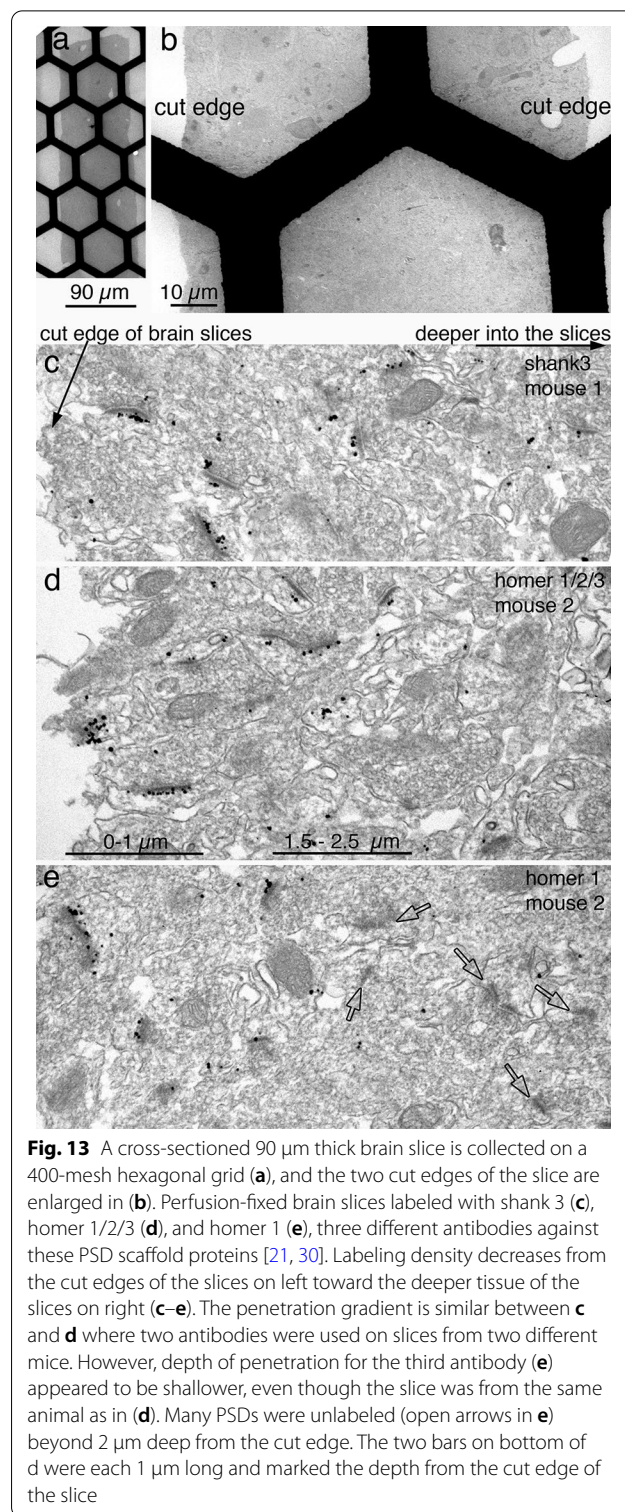 a
b
cut edge
cut edge
90 µm
10 µm
cut edge of brain slices
deeper into the slices
c
shank3
mouse 1
d
homer 1/2/3
mouse 2
0-1 µm
1.5 - 2.5 µm
e
homer 1
mouse 2
Fig. 13 A cross-sectioned 90 µm thick brain slice is collected on a
400-mesh hexagonal grid (a), and the two cut edges of the slice are
enlarged in (b). Perfusion-fixed brain slices labeled with shank 3 (c),
homer 1/2/3 (d), and homer 1 (e), three different antibodies against
these PSD scaffold proteins [21, 30]. Labeling density decreases from
the cut edges of the slices on left toward the deeper tissue of the
slices on right (c–e). The penetration gradient is similar between c
and d where two antibodies were used on slices from two different
mice. However, depth of penetration for the third antibody (e)
appeared to be shallower, even though the slice was from the same
animal as in (d). Many PSDs were unlabeled (open arrows in e)
beyond 2 µm deep from the cut edge. The two bars on bottom of
d were each 1 µm long and marked the depth from the cut edge of
the slice